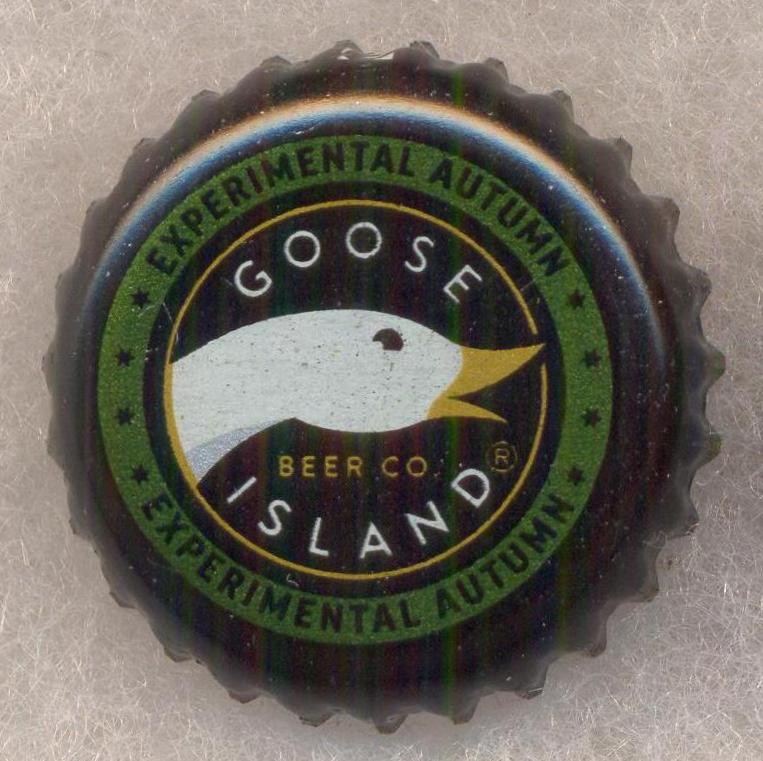 EXPERIMENTAL AUTUMN
GOOSE
BEER CO.
ISLAND®
EXPERIMENTAL AUTUMN